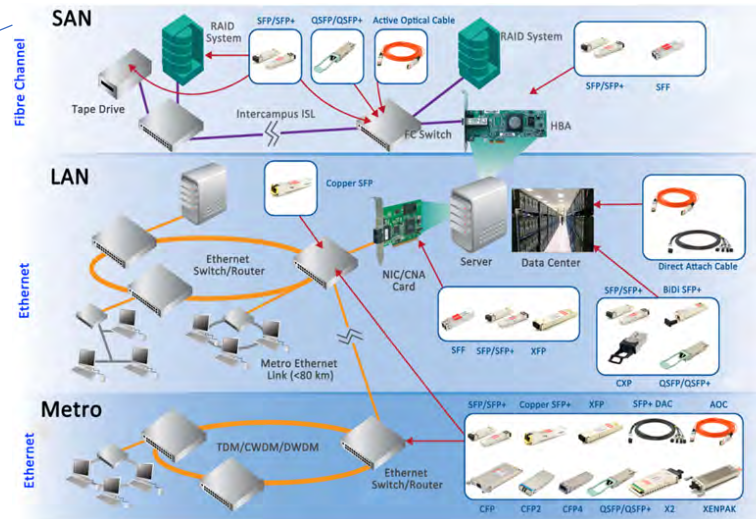 SAN
Fibre Channel
RAID
System
SFP/SFP+
QSFP/QSFP+
Active Optical Cable
RAID System
SFP/SFP+
SFF
Tape Drive
Intercampus ISL
FC Switch
HBA
LAN
Ethernet
Copper SFP
Ethernet
Switch/Router
NIC/CNA
Card
Server
Data Center
Direct Attach Cable
SFF
SFP/SFP+
XFP
SFP/SFP+
BiDi SFP+
CXP
QSFP/QSFP+
Metro Ethernet
Link (<80 km)
Metro
Ethernet
TDM/CWDM/DWDM
Ethernet
Switch/Router
SFP/SFP+
Copper SFP+
XFP
SFP+ DAC
AOC
CFP
CFP2
CFP4
QSFP/QSFP+
X2
XENPAK